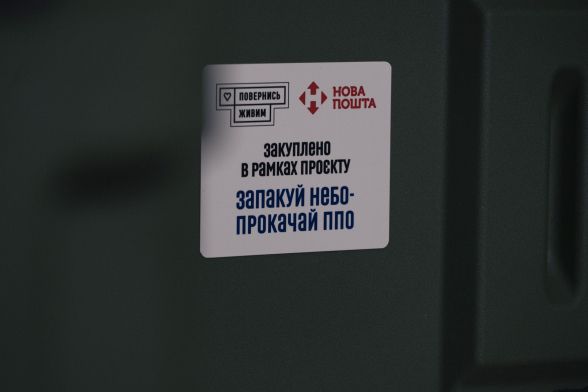 ПОВЕРНИСЬ
ЖИВИМ
НОВА
ПОШТА
ЗАКУПЛЕНО
В РАМКАХ ПРОЄКТУ
ЗАПАКУЙ НЕБО-
ПРОКАЧАЙ ППО